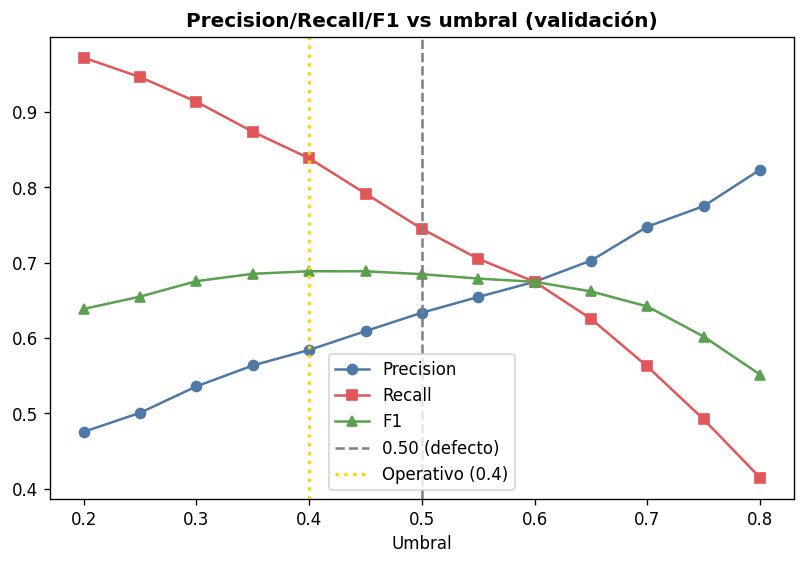 Precision/Recall/F1 vs umbral (validación)
0.9
0.8
0.7
0.6
0.5
0.4
Precision
Recall
F1
0.50 (defecto)
Operativo (0.4)
0.2 0.3 0.4 0.5 0.6 0.7 0.8
Umbral